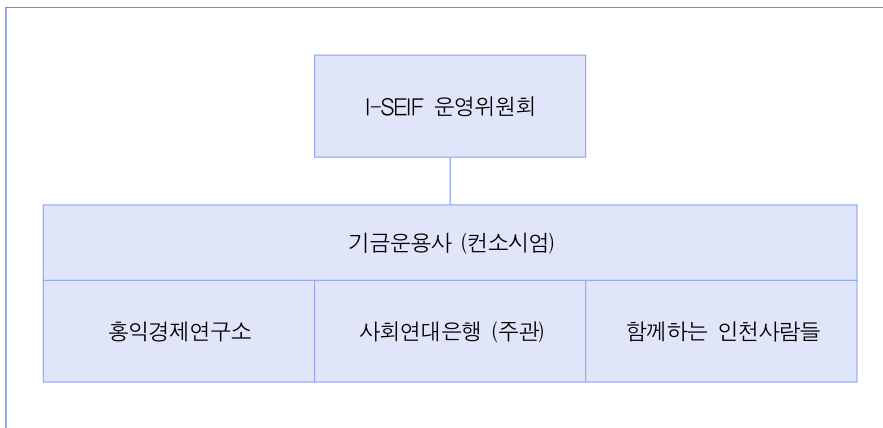 I-SEIF 운영위원회
기금운용사 (컨소시엄)
홍익경제연구소
사회연대은행 (주관)
함께하는 인천사람들